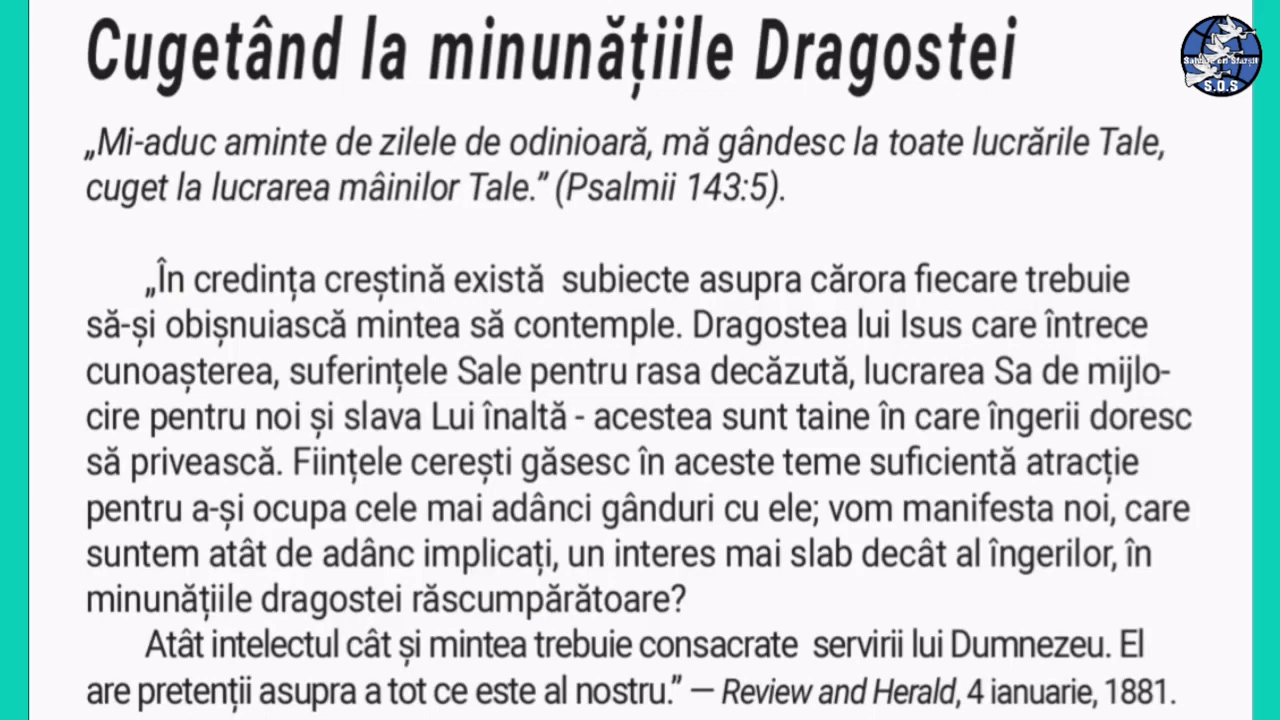 Cugetând la minunățiile Dragostei
„Mi-aduc aminte de zilele de odinioară, mă gândesc la toate lucrările Tale,
cuget la lucrarea mâinilor Tale.” (Psalmii 143:5).
„În credința creștină există subiecte asupra cărora fiecare trebuie
să-și obișnuiască mintea să contemple. Dragostea lui Isus care întrece
cunoașterea, suferințele Sale pentru rasa decăzută, lucrarea Sa de mijlo-
cire pentru noi și slava Lui înaltă - acestea sunt taine în care îngerii doresc
să privească. Ființele cerești găsesc în aceste teme suficientă atracție
pentru a-și ocupa cele mai adânci gânduri cu ele; vom manifesta noi, care
suntem atât de adânc implicați, un interes mai slab decât al îngerilor, în
minunățiile dragostei răscumpărătoare?
Atât intelectul cât și mintea trebuie consacrate servirii lui Dumnezeu. El
are pretenții asupra a tot ce este al nostru.” — Review and Herald, 4 ianuarie, 1881.
S.O.S